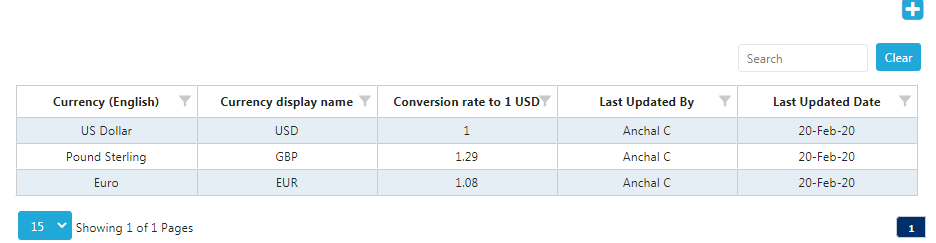 Search Clear
Currency (English) Currency display name Conversion rate to 1 USD Last Updated By Last Updated Date
US Dollar USD 1 Anchal C 20-Feb-20
Pound Sterling GBP 1.29 Anchal C 20-Feb-20
Euro EUR 1.08 Anchal C 20-Feb-20
15 Showing 1 of 1 Pages 1